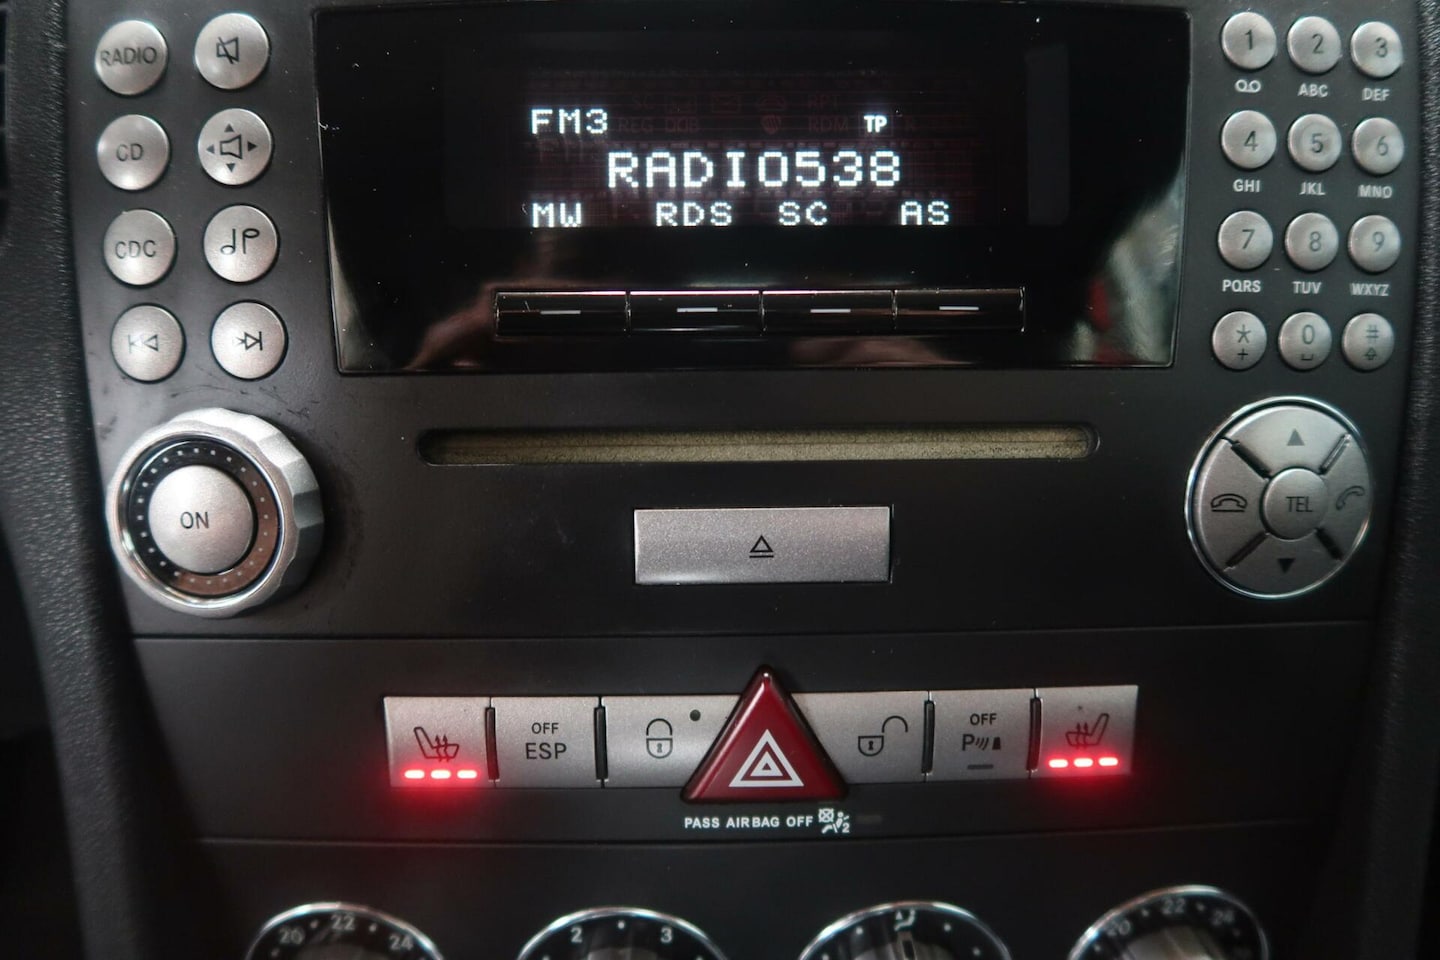 RADIO
CD
CDC
ON
FM3 TP
RADIO538
MW RDS SC AS
1 2 3
ABC DEF
4 5 6
GHI JKL MNO
7 8 9
PQRS TUV WXYZ
* 0 #
+
TEL
OFF
ESP
OFF
P
PASS AIRBAG OFF 2
20 22 24
2 3
20 22 24